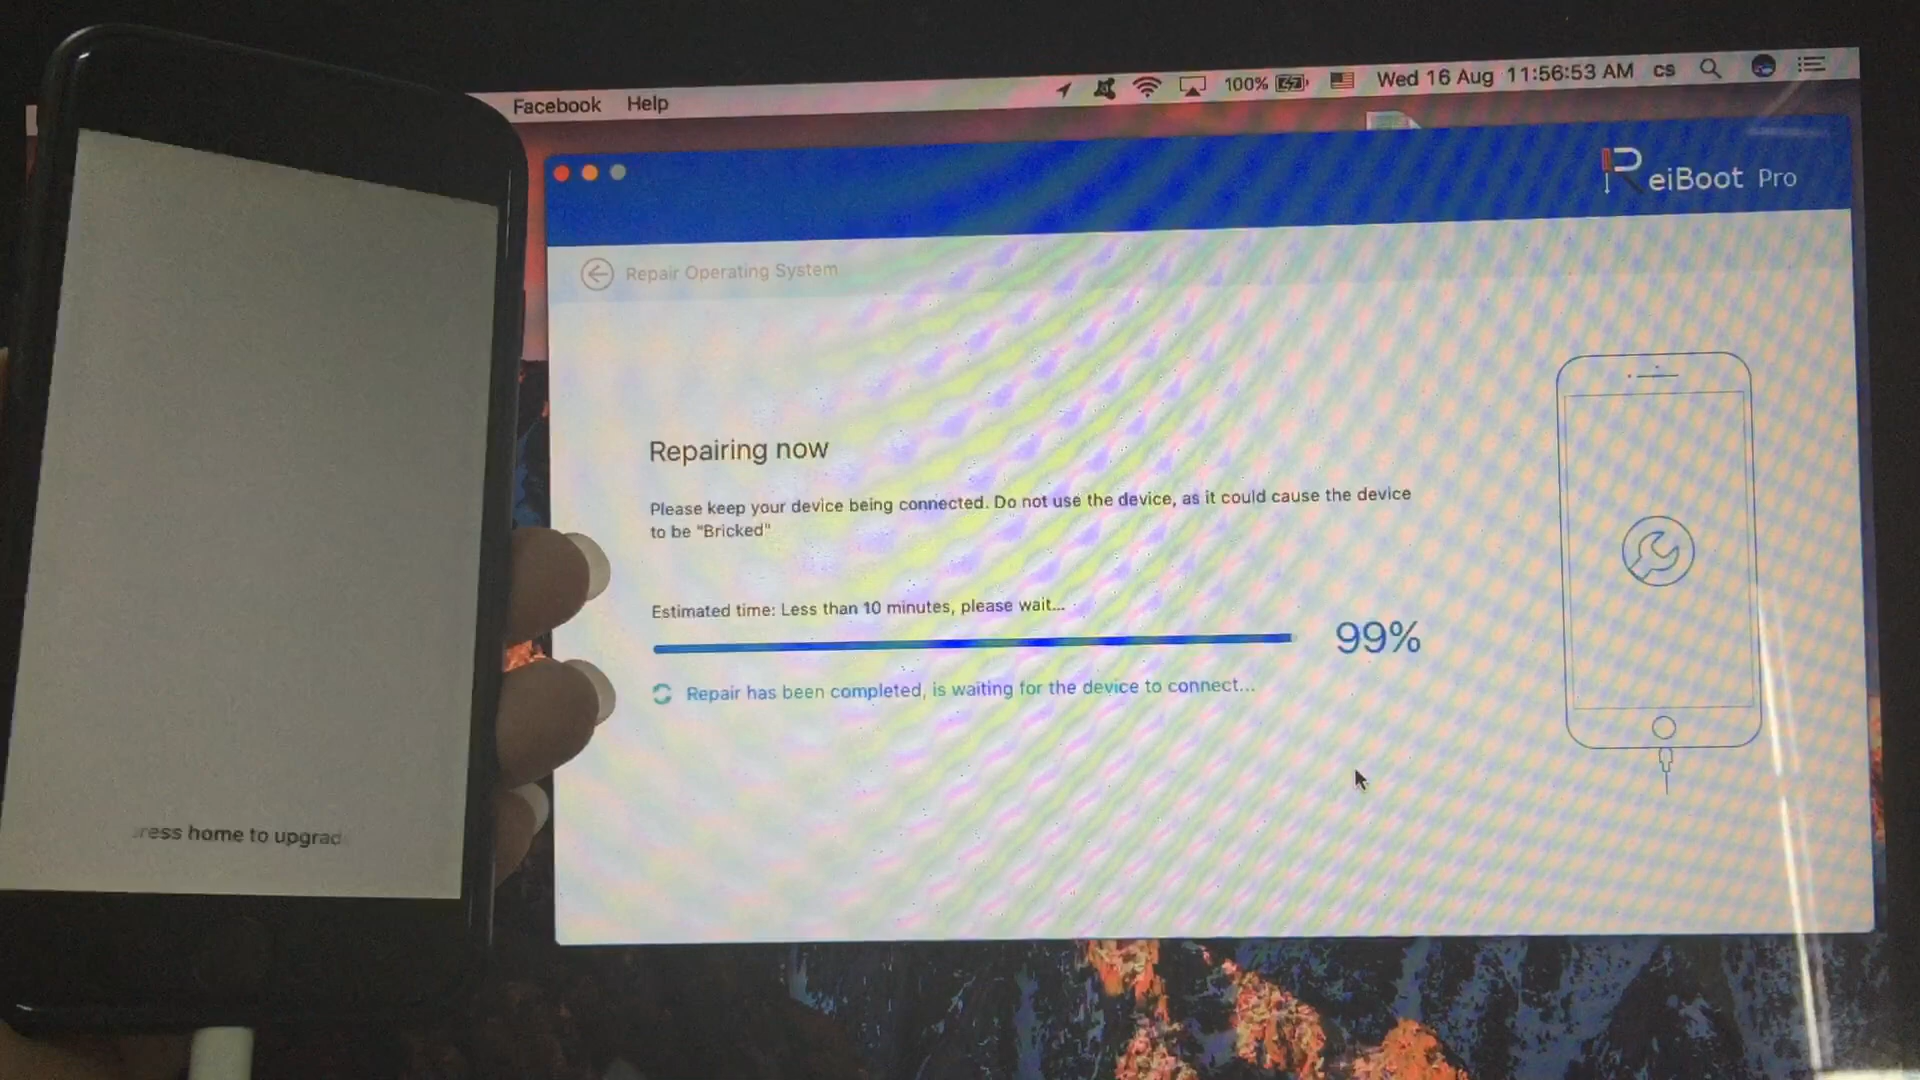 Facebook Help 100% Wed 16 Aug 11:56:53 AM cs
ReiBoot Pro
Repair Operating System
Repairing now
Please keep your device being connected. Do not use the device, as it could cause the device
to be "Bricked"
Estimated time: Less than 10 minutes, please wait...
99%
Repair has been completed, is waiting for the device to connect...
ress home to upgrad